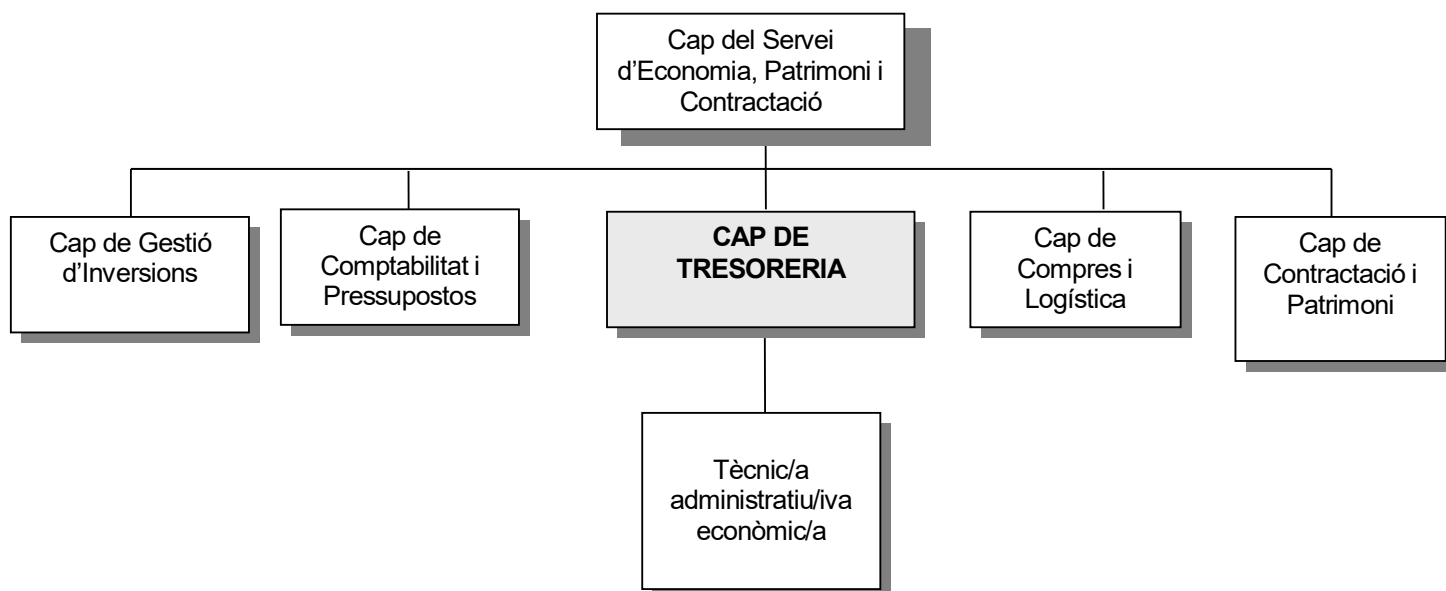 Cap del Servei
d’Economia, Patrimoni i
Contractació
Cap de Gestió
d’Inversions
Cap de
Comptabilitat i
Pressupostos
CAP DE
TRESORERIA
Cap de
Compres i
Logística
Cap de
Contractació i
Patrimoni
Tècnic/a
administratiu/iva
econòmic/a